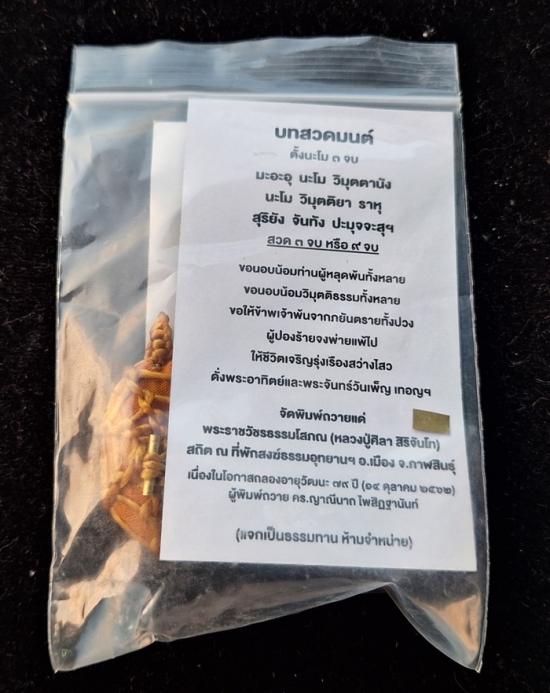 บทสวดมนต์
ตั้งนะโม ๓ จบ
มะอะอุ นะโม วิมุตตานัง
นะโม วิมุตติยา ราหุ
สุริยัง จันทัง ปะมุจจะสุฯ
สวด ๓ จบ หรือ ๙ จบ
ขอนอบน้อมท่านผู้หลุดพ้นทั้งหลาย
ขอนอบน้อมวิมุตติธรรมทั้งหลาย
ขอให้ข้าพเจ้าพ้นจากภยันตรายทั้งปวง
ผู้ปองร้ายจงพ่ายแพ้ไป
ให้ชีวิตเจริญรุ่งเรืองสว่างไสว
ดั่งพระอาทิตย์และพระจันทร์วันเพ็ญ เทอญฯ
จัดพิมพ์ถวายแด่
พระราชวัชรธรรมโสภณ (หลวงปู่ศิลา สิริจันโท)
สถิต ณ ที่พักสงฆ์ธรรมอุทยานฯ อ.เมือง จ.กาฬสินธุ์
เนื่องในโอกาสฉลองอายุวัฒนะ ๗๙ ปี (๑๔ ตุลาคม ๒๕๖๒)
ผู้พิมพ์ถวาย ดร.ญาณีนาถ ไพสิฐานันท์
(แจกเป็นธรรมทาน ห้ามจำหน่าย)